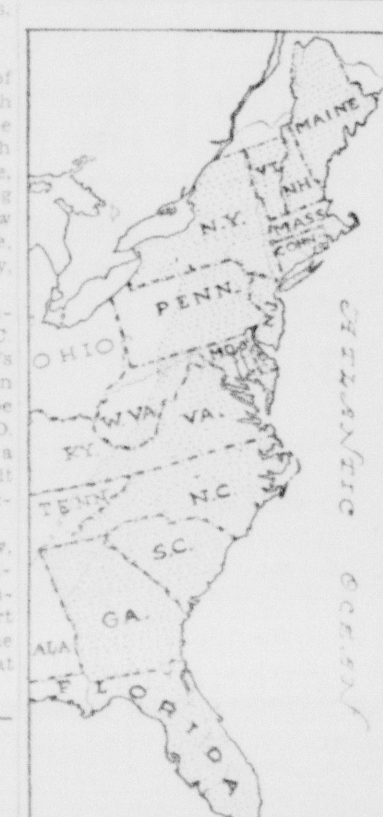 MAINE
VT.
NH.
N.Y.
MASS
CONN.
PENN.
N.J.
OHIO
MD.
W.VA.
VA.
KY.
TENN.
N.C.
S.C.
GA.
ALA
FLORIDA
ATLANTIC OCEAN